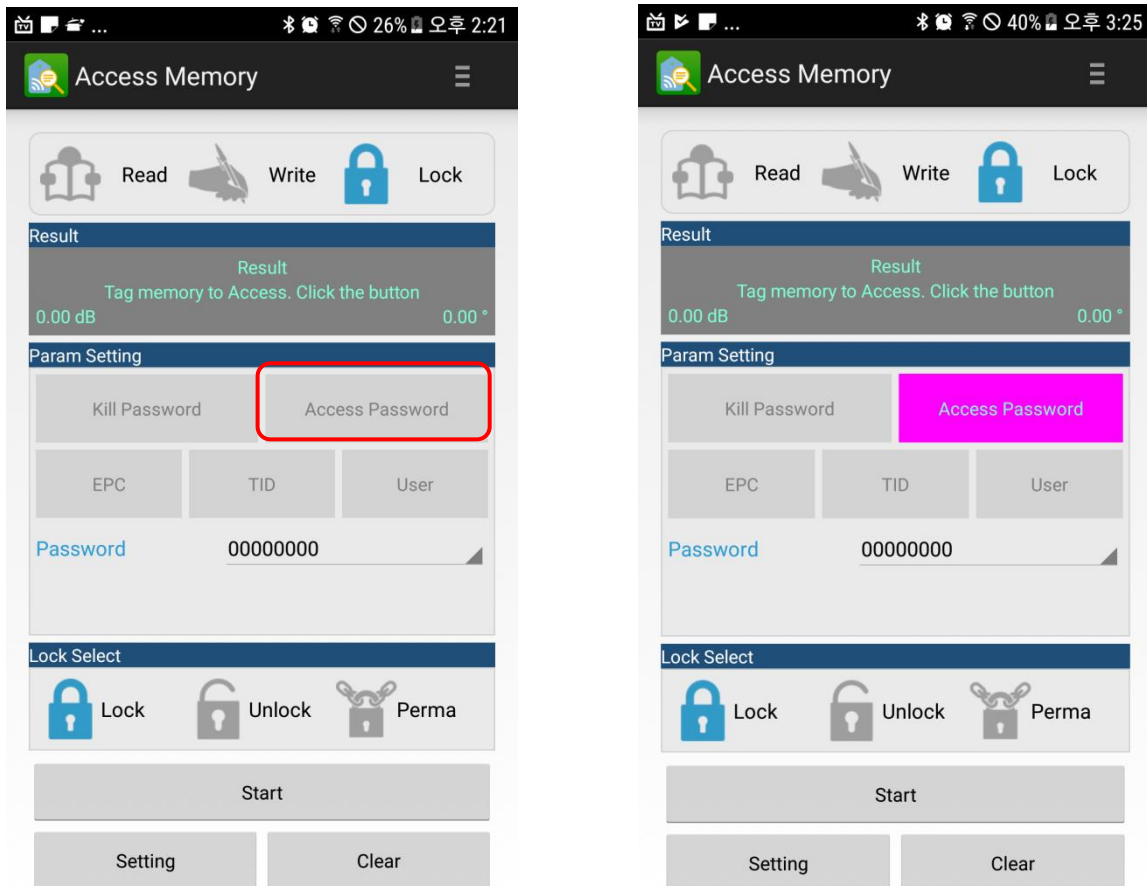 ... 26% 오후 2:21
Access Memory
Read Write Lock
Result
Result
Tag memory to Access. Click the button
0.00 dB 0.00 °
Param Setting
Kill Password Access Password
EPC TID User
Password 00000000
Lock Select
Lock Unlock Perma
Start
Setting Clear
... 40% 오후 3:25
Access Memory
Read Write Lock
Result
Result
Tag memory to Access. Click the button
0.00 dB 0.00 °
Param Setting
Kill Password Access Password
EPC TID User
Password 00000000
Lock Select
Lock Unlock Perma
Start
Setting Clear